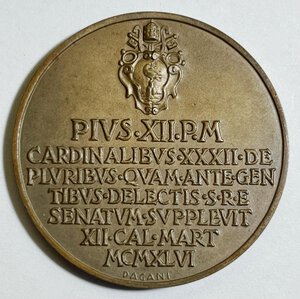 PIVS·XII·P·M
CARDINALIBVS·XXXII·DE
PLVRIBVS·QVAM·ANTE·GEN
TIBVS·DELECTIS·S·R·E
SENATVM·SVPPLEVIT
XII·CAL·MART
MCMXLVI
PAGANI